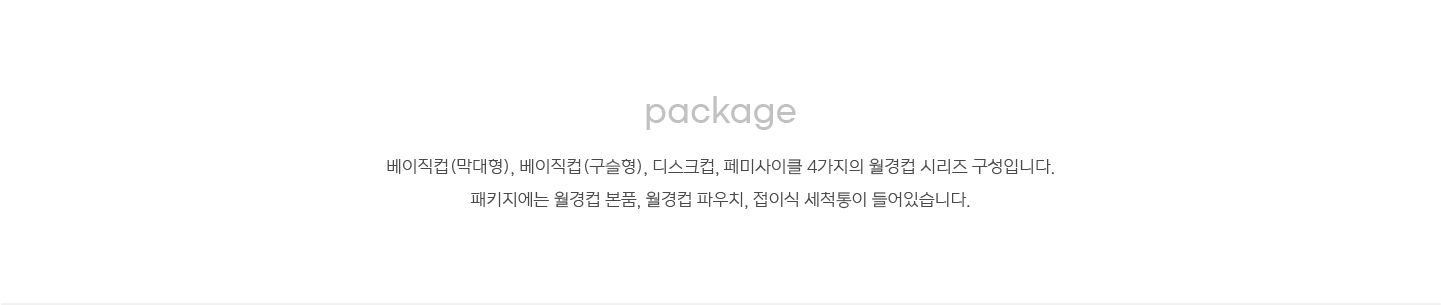 package
베이직컵(막대형), 베이직컵(구슬형), 디스크컵, 페미사이클 4가지의 월경컵 시리즈 구성입니다.
패키지에는 월경컵 본품, 월경컵 파우치, 접이식 세척통이 들어있습니다.